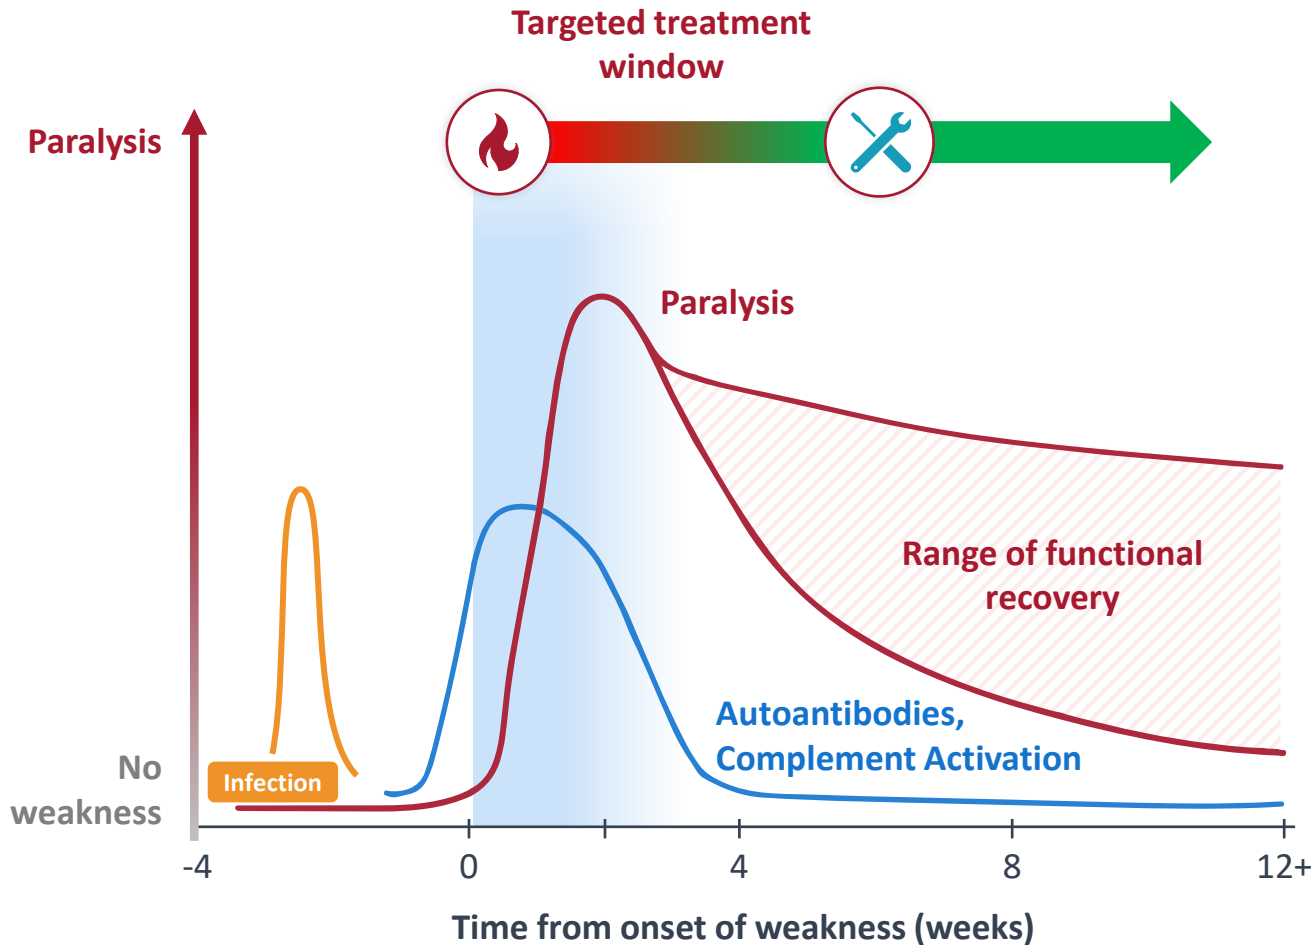 Targeted treatment
window
Paralysis
Paralysis
Range of functional
recovery
Autoantibodies,
Complement Activation
Infection
No
weakness
-4
0
4
8
12+
Time from onset of weakness (weeks)